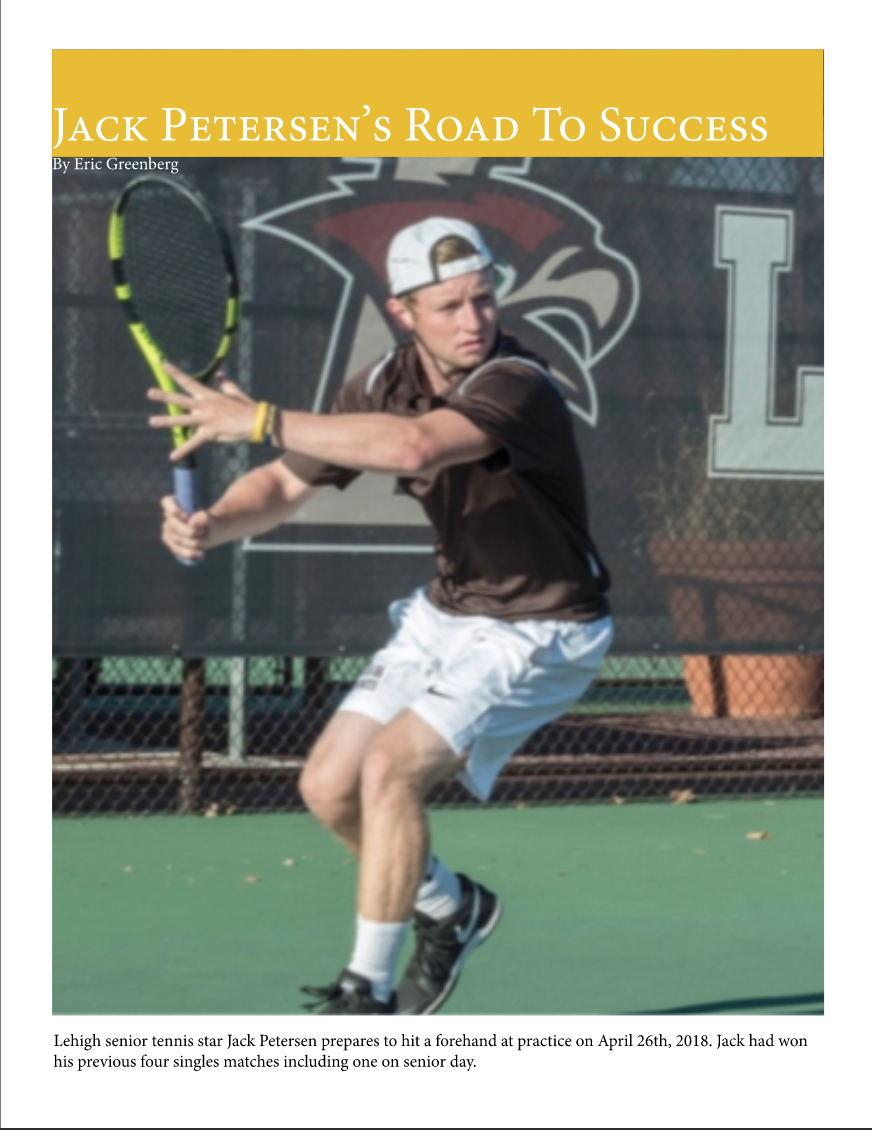 Jack Petersen's Road To Success
By Eric Greenberg
L
Lehigh senior tennis star Jack Petersen prepares to hit a forehand at practice on April 26th, 2018. Jack had won
his previous four singles matches including one on senior day.